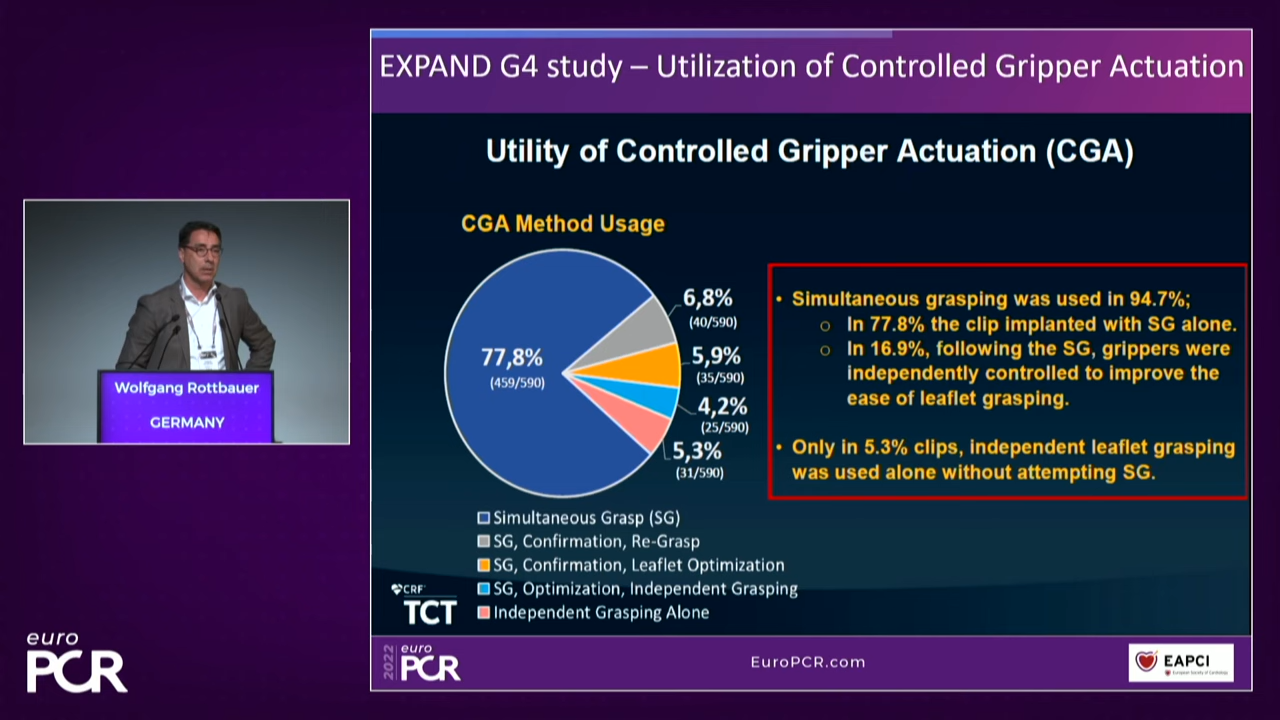 EXPAND G4 study – Utilization of Controlled Gripper Actuation
Utility of Controlled Gripper Actuation (CGA)
CGA Method Usage
77,8%
(459/590)
6,8%
(40/590)
5,9%
(35/590)
4,2%
(25/590)
5,3%
(31/590)
• Simultaneous grasping was used in 94.7%;
o In 77.8% the clip implanted with SG alone.
o In 16.9%, following the SG, grippers were
independently controlled to improve the
ease of leaflet grasping.
• Only in 5.3% clips, independent leaflet grasping
was used alone without attempting SG.
Simultaneous Grasp (SG)
SG, Confirmation, Re-Grasp
SG, Confirmation, Leaflet Optimization
SG, Optimization, Independent Grasping
Independent Grasping Alone
CRF
TCT
Wolfgang Rottbauer
GERMANY
euro
PCR
2022
euro
PCR
EuroPCR.com
EAPCI
European Society of Cardiology